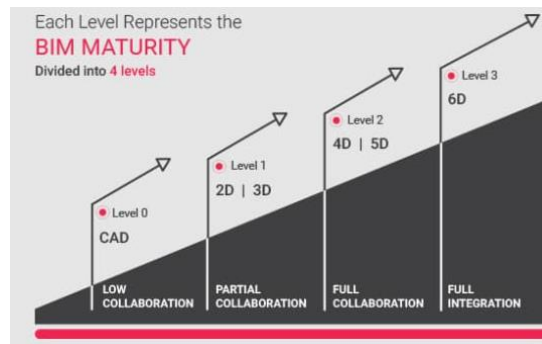 Each Level Represents the
BIM MATURITY
Divided into 4 levels
Level 0
CAD
LOW
COLLABORATION
Level 1
2D | 3D
PARTIAL
COLLABORATION
Level 2
4D | 5D
FULL
COLLABORATION
Level 3
6D
FULL
INTEGRATION